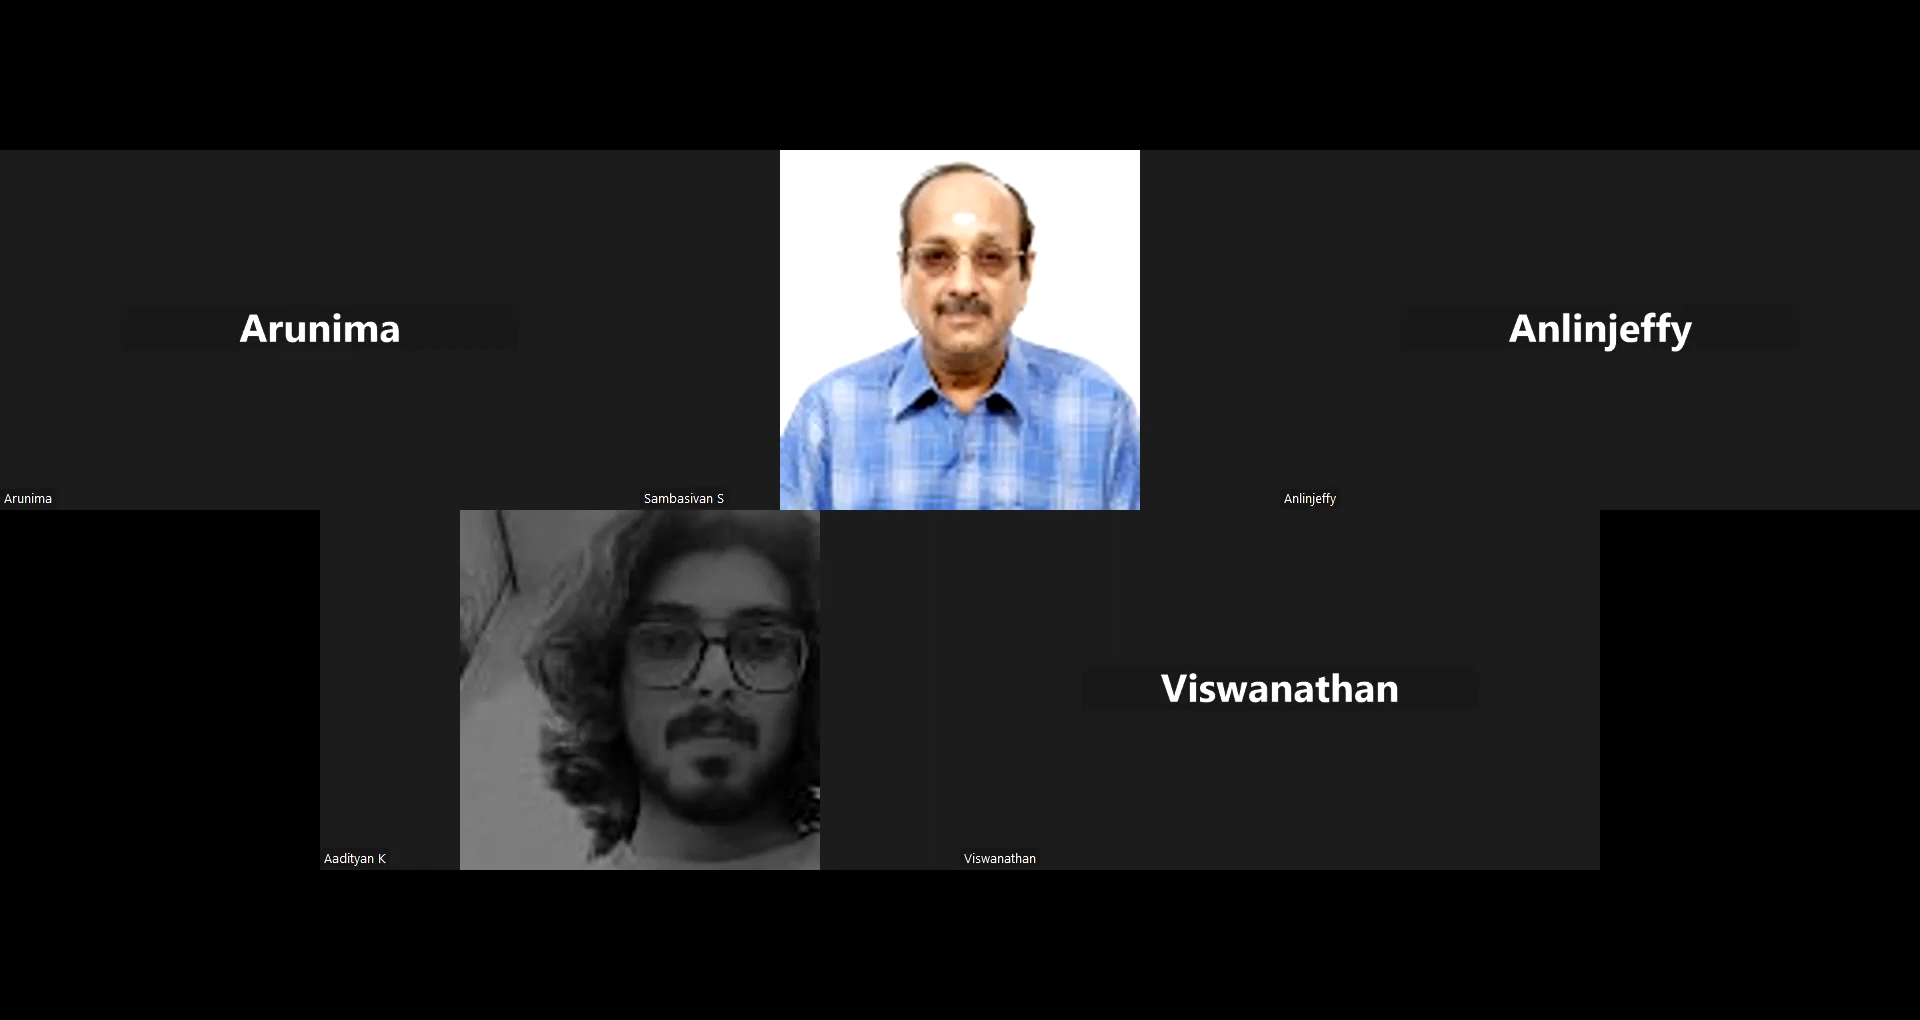 Arunima
Anlinjeffy
Arunima
Sambasivan S
Anlinjeffy
Viswanathan
Aadityan K
Viswanathan